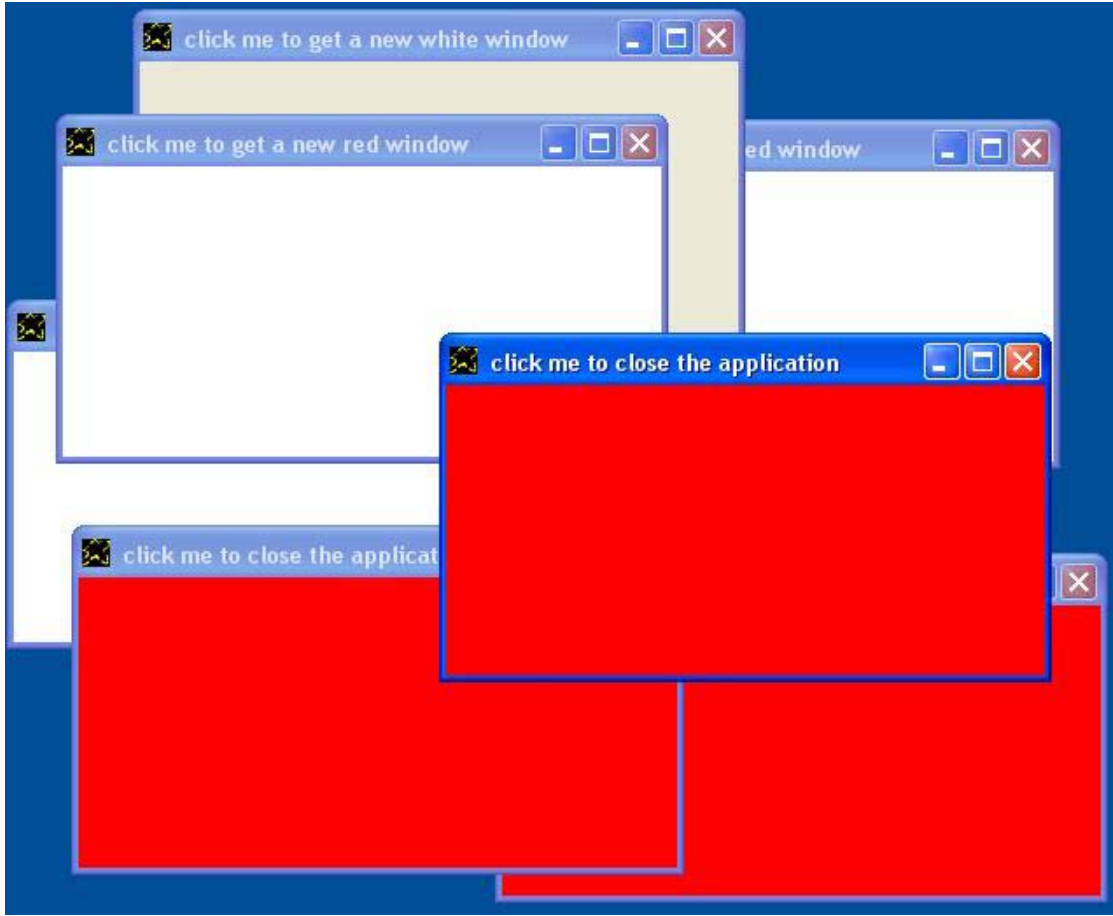 click me to get a new white window
click me to get a new red window
ed window
click me to close the application
click me to close the applicat